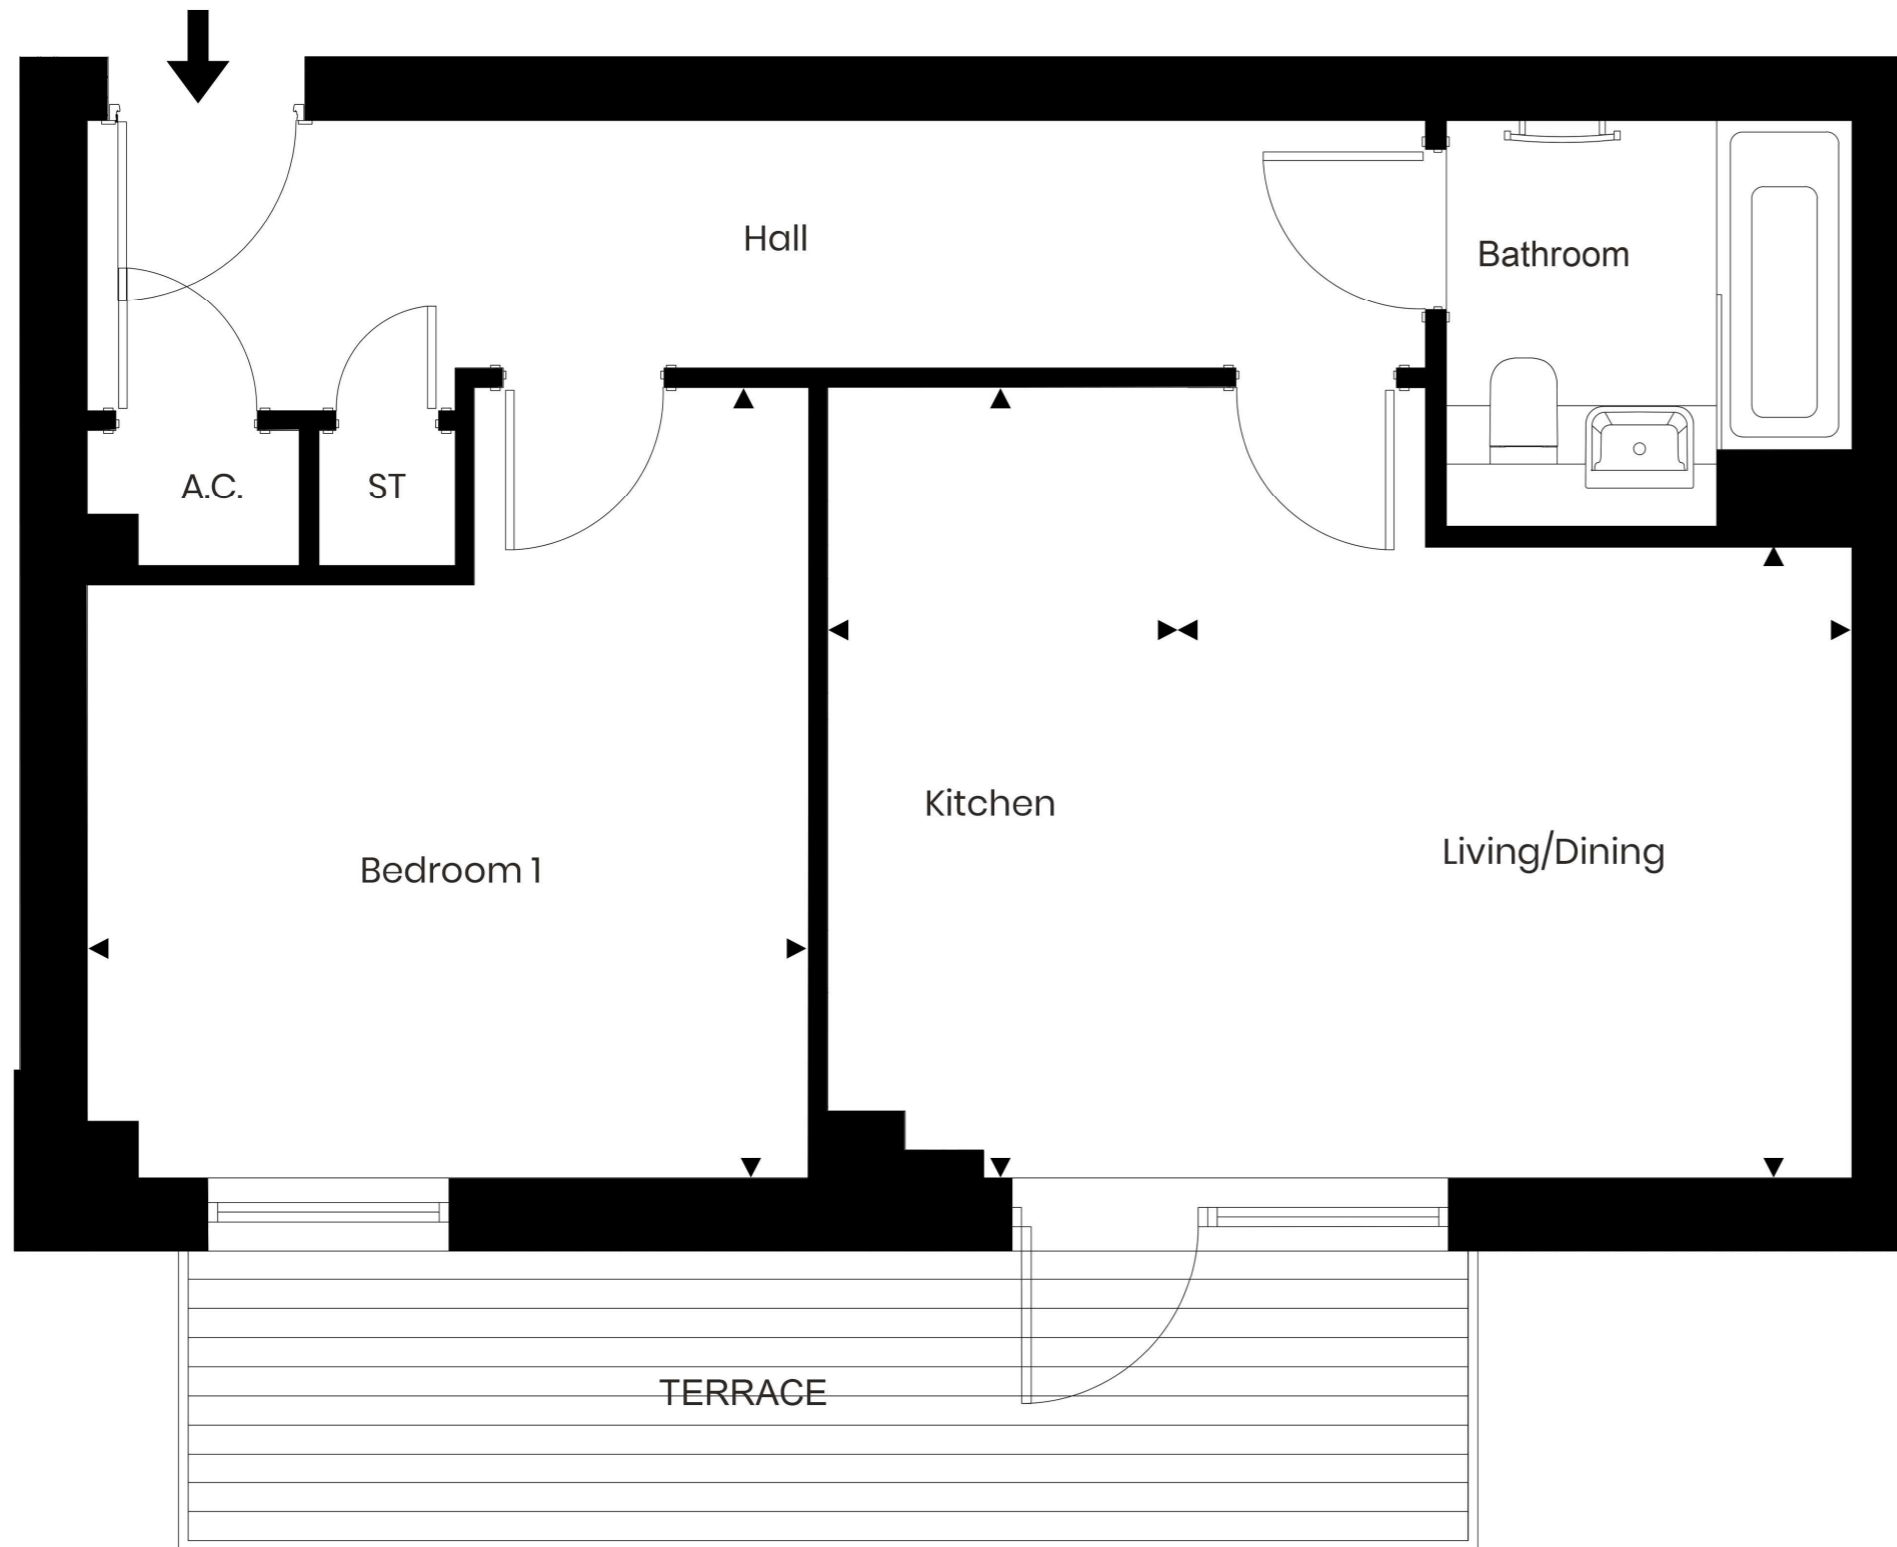 Hall
Bathroom
A.C.
ST
Kitchen
Living/Dining
Bedroom 1
TERRACE